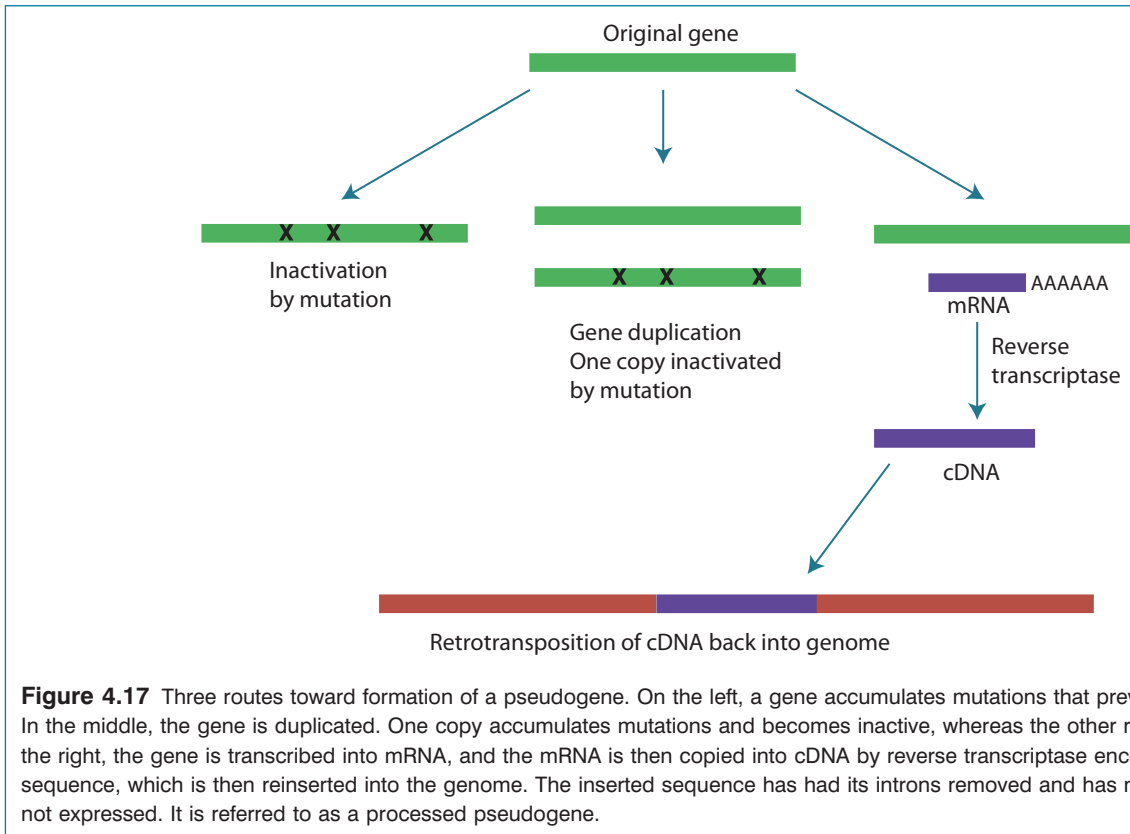 Original gene
X X X
Inactivation
by mutation
X X X
Gene duplication
One copy inactivated
by mutation
AAAAAA
mRNA
Reverse
transcriptase
cDNA
Retrotransposition of cDNA back into genome
Figure 4.17 Three routes toward formation of a pseudogene. On the left, a gene accumulates mutations that prev
In the middle, the gene is duplicated. One copy accumulates mutations and becomes inactive, whereas the other r
the right, the gene is transcribed into mRNA, and the mRNA is then copied into cDNA by reverse transcriptase enco
sequence, which is then reinserted into the genome. The inserted sequence has had its introns removed and has n
not expressed. It is referred to as a processed pseudogene.